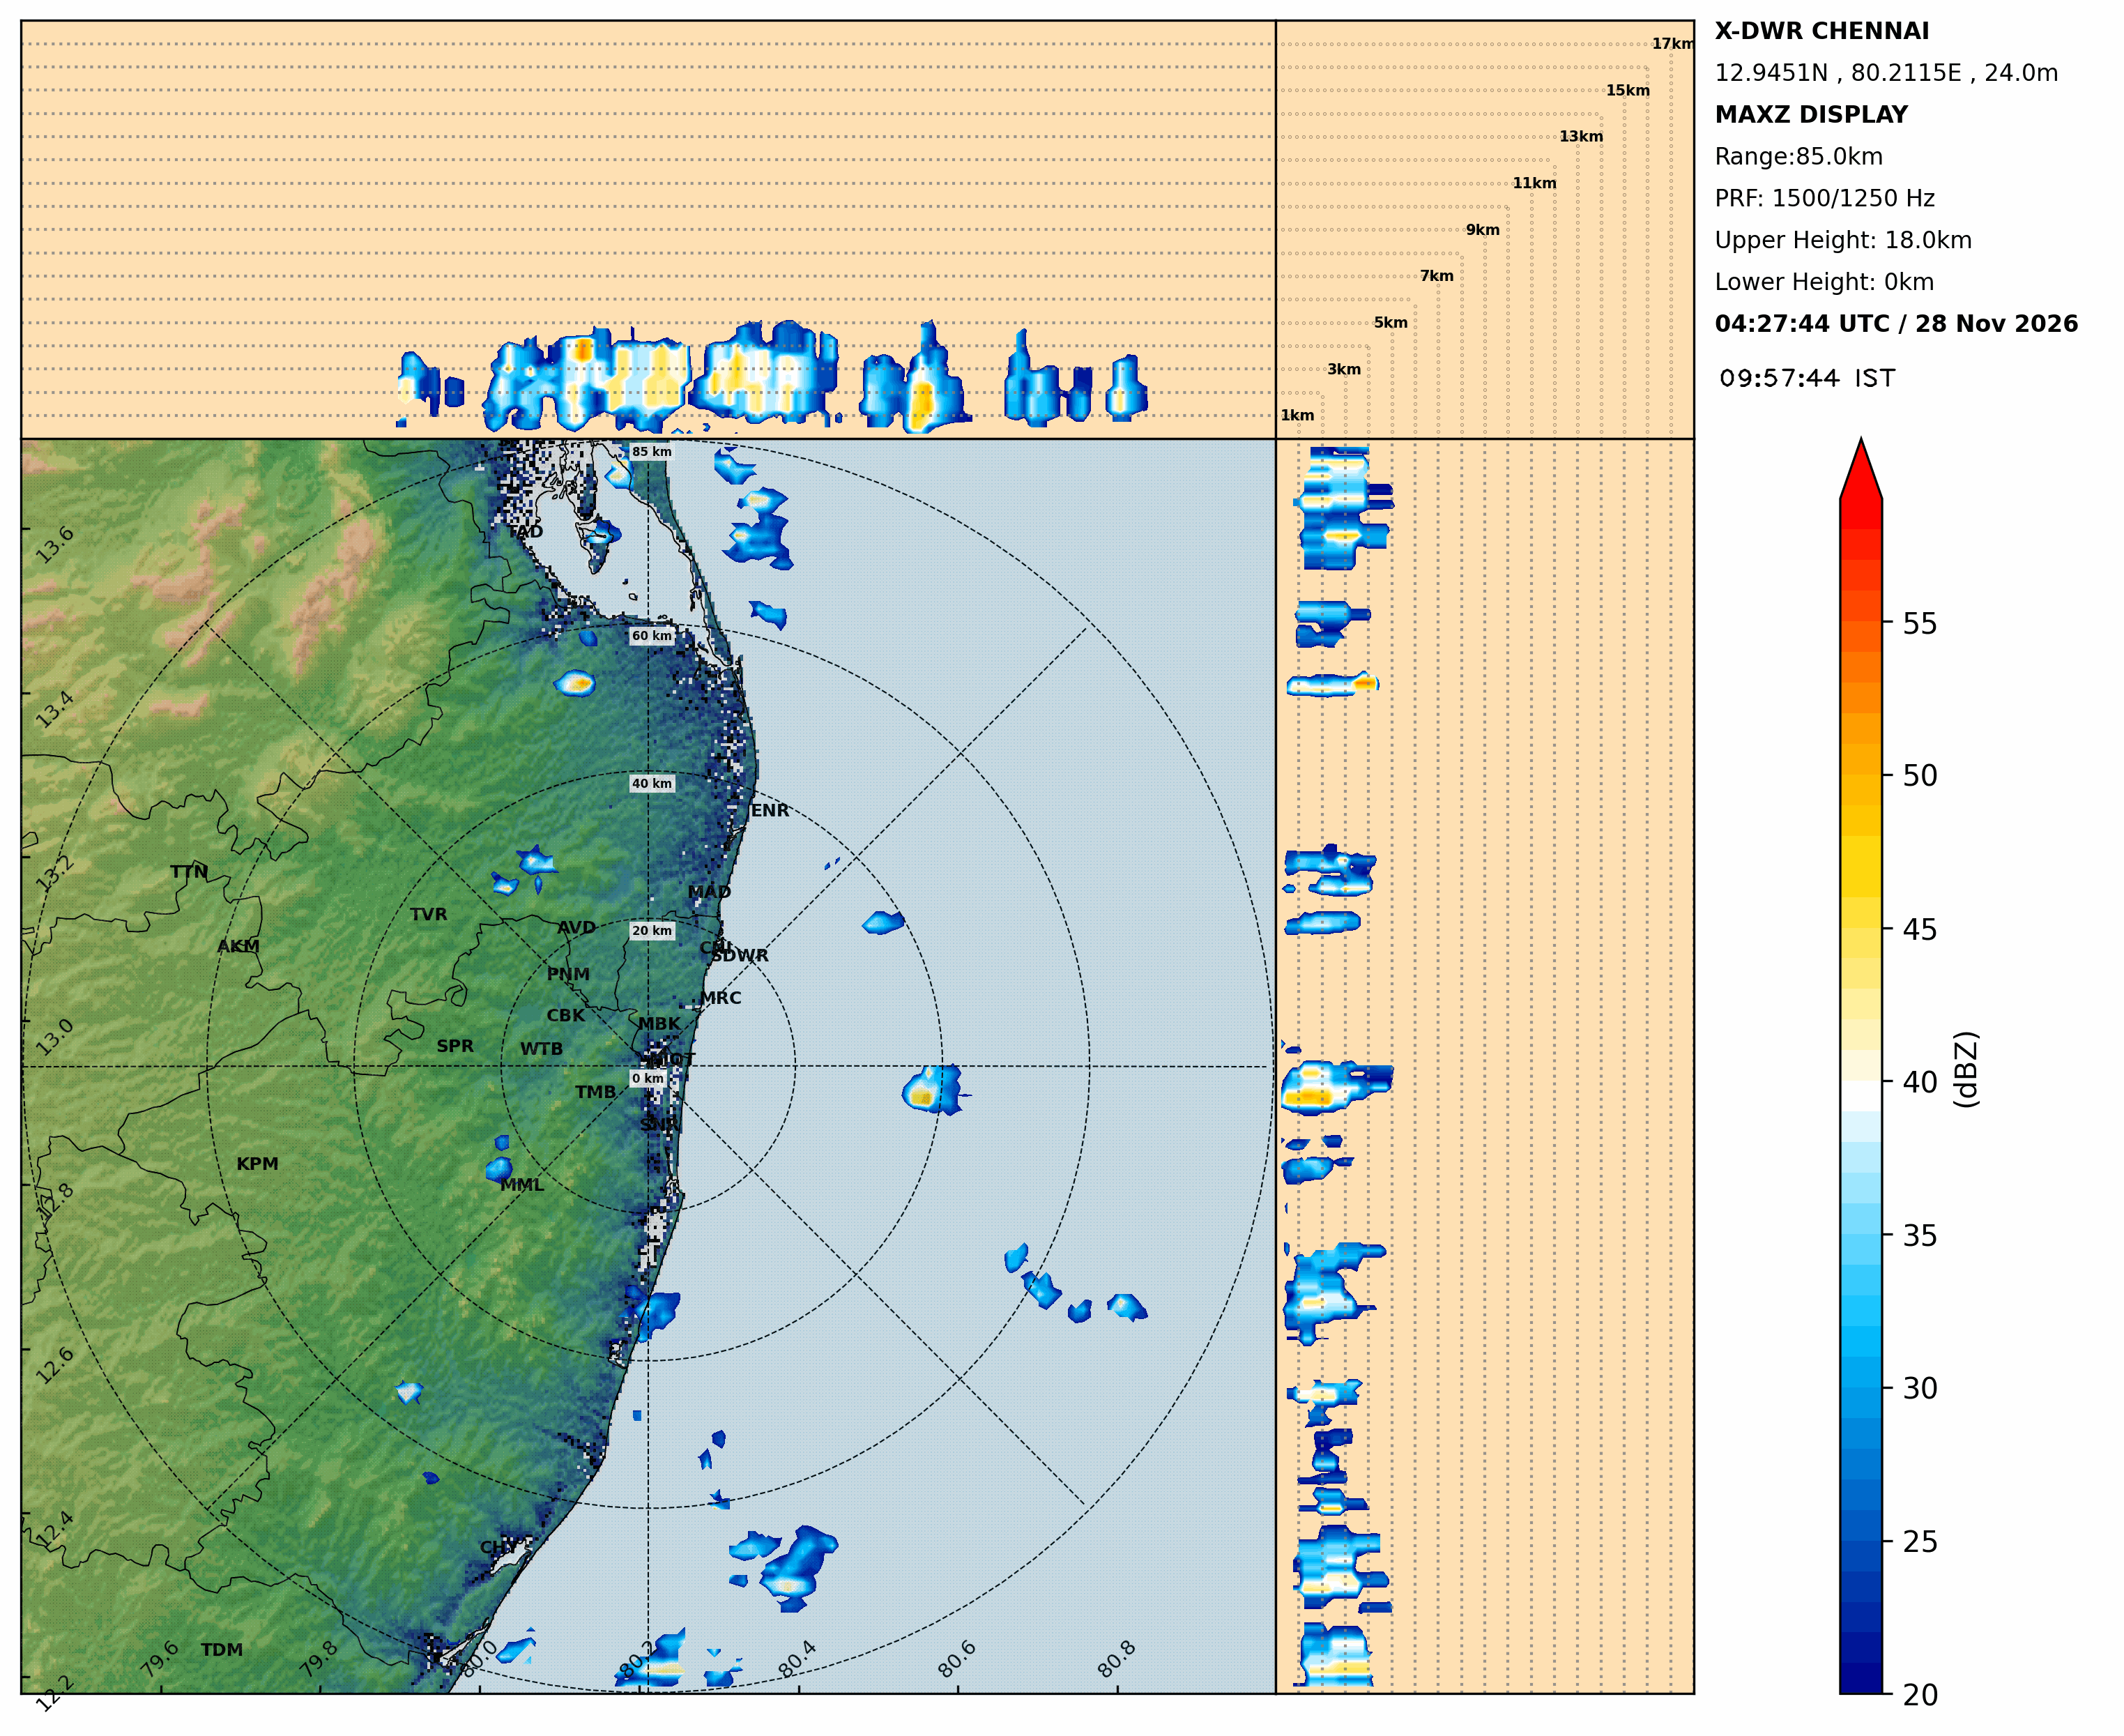 X-DWR CHENNAI
12.9451N , 80.2115E , 24.0m
MAXZ DISPLAY
Range:85.0km
PRF: 1500/1250 Hz
Upper Height: 18.0km
Lower Height: 0km
04:27:44 UTC / 28 Nov 2026
09:57:44 IST
17km
15km
13km
11km
9km
7km
5km
3km
1km
85 km
60 km
40 km
20 km
0 km
TAD
ENR
TTN
MAD
TVR
AVD
AKM
SDWR
PNM
MRC
CBK
MBK
SPR
WTB
TMB
SNR
KPM
MML
CHY
TDM
13.6
13.4
13.2
13.0
12.8
12.6
12.4
12.2
79.6
79.8
80.0
80.2
80.4
80.6
80.8
55
50
45
40
35
30
25
20
(dBZ)